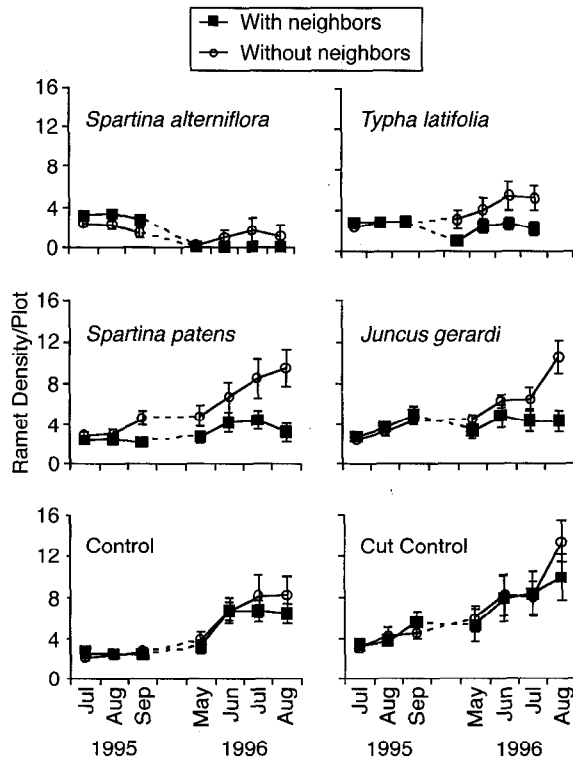 With neighbors
Without neighbors
Ramet Density/Plot
Spartina alterniflora
16
12
8
4
0
Typha latifolia
Spartina patens
16
12
8
4
0
Juncus gerardi
Control
16
12
8
4
0
Cut Control
Jul Aug Sep May Jun Jul Aug
1995 1996
Jul Aug Sep May Jun Jul Aug
1995 1996